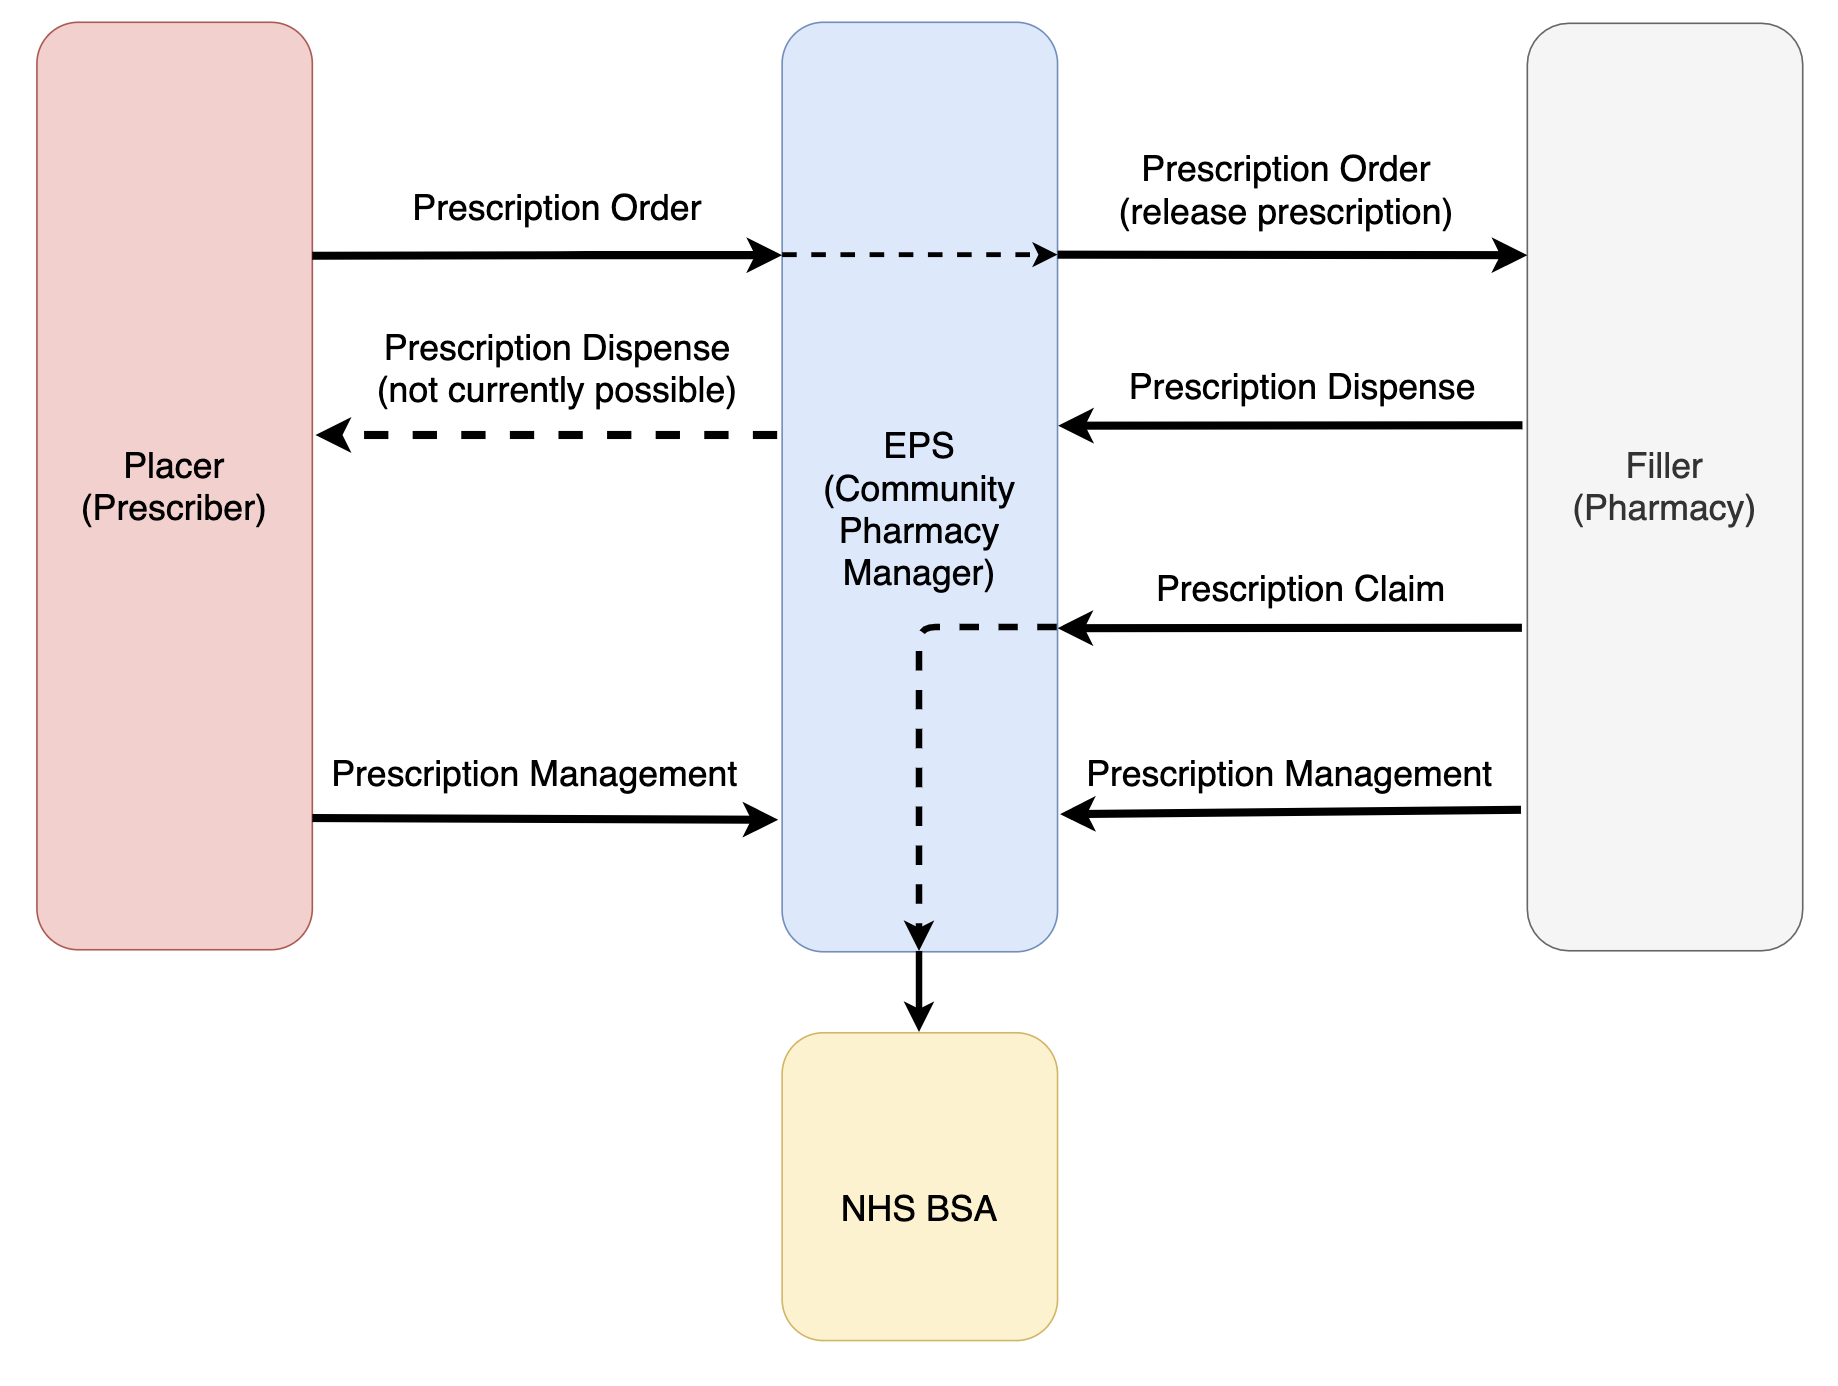 Prescription Order
(release prescription)
Prescription Order
Prescription Dispense
(not currently possible)
Prescription Dispense
Placer
(Prescriber)
EPS
(Community
Pharmacy
Manager)
Filler
(Pharmacy)
Prescription Claim
Prescription Management
Prescription Management
NHS BSA